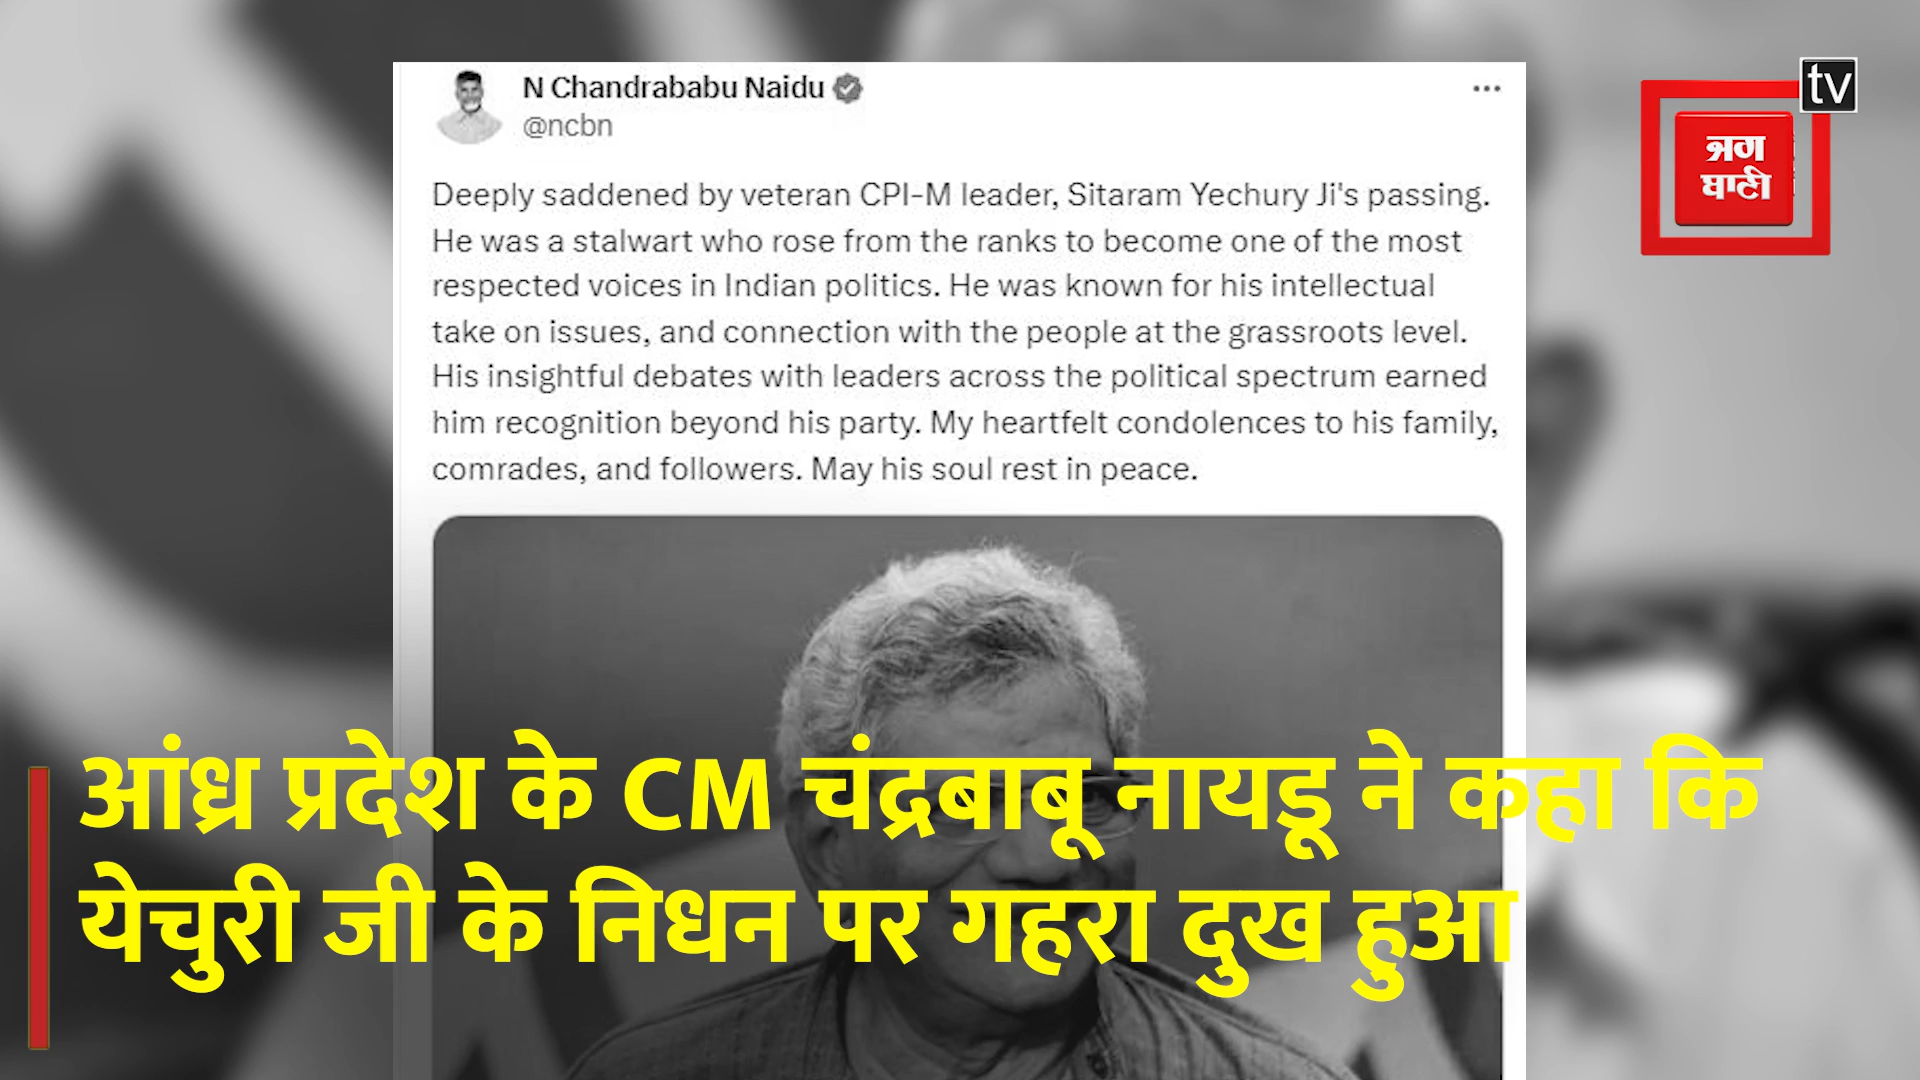 N Chandrababu Naidu
@ncbn
tv
ਜਗ
ਬਾਣੀ
Deeply saddened by veteran CPI-M leader, Sitaram Yechury Ji's passing.
He was a stalwart who rose from the ranks to become one of the most
respected voices in Indian politics. He was known for his intellectual
take on issues, and connection with the people at the grassroots level.
His insightful debates with leaders across the political spectrum earned
him recognition beyond his party. My heartfelt condolences to his family,
comrades, and followers. May his soul rest in peace.
आंध्र प्रदेश के CM चंद्रबाबू नायडू ने कहा कि
येचुरी जी के निधन पर गहरा दुख हुआ